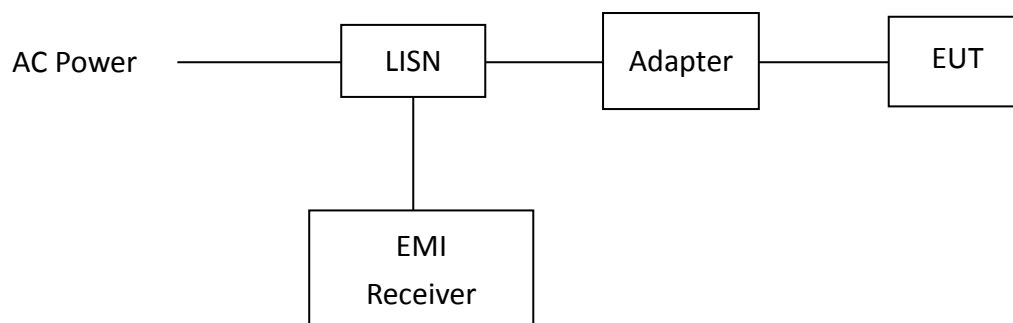 AC Power
LISN
Adapter
EUT
EMI
Receiver